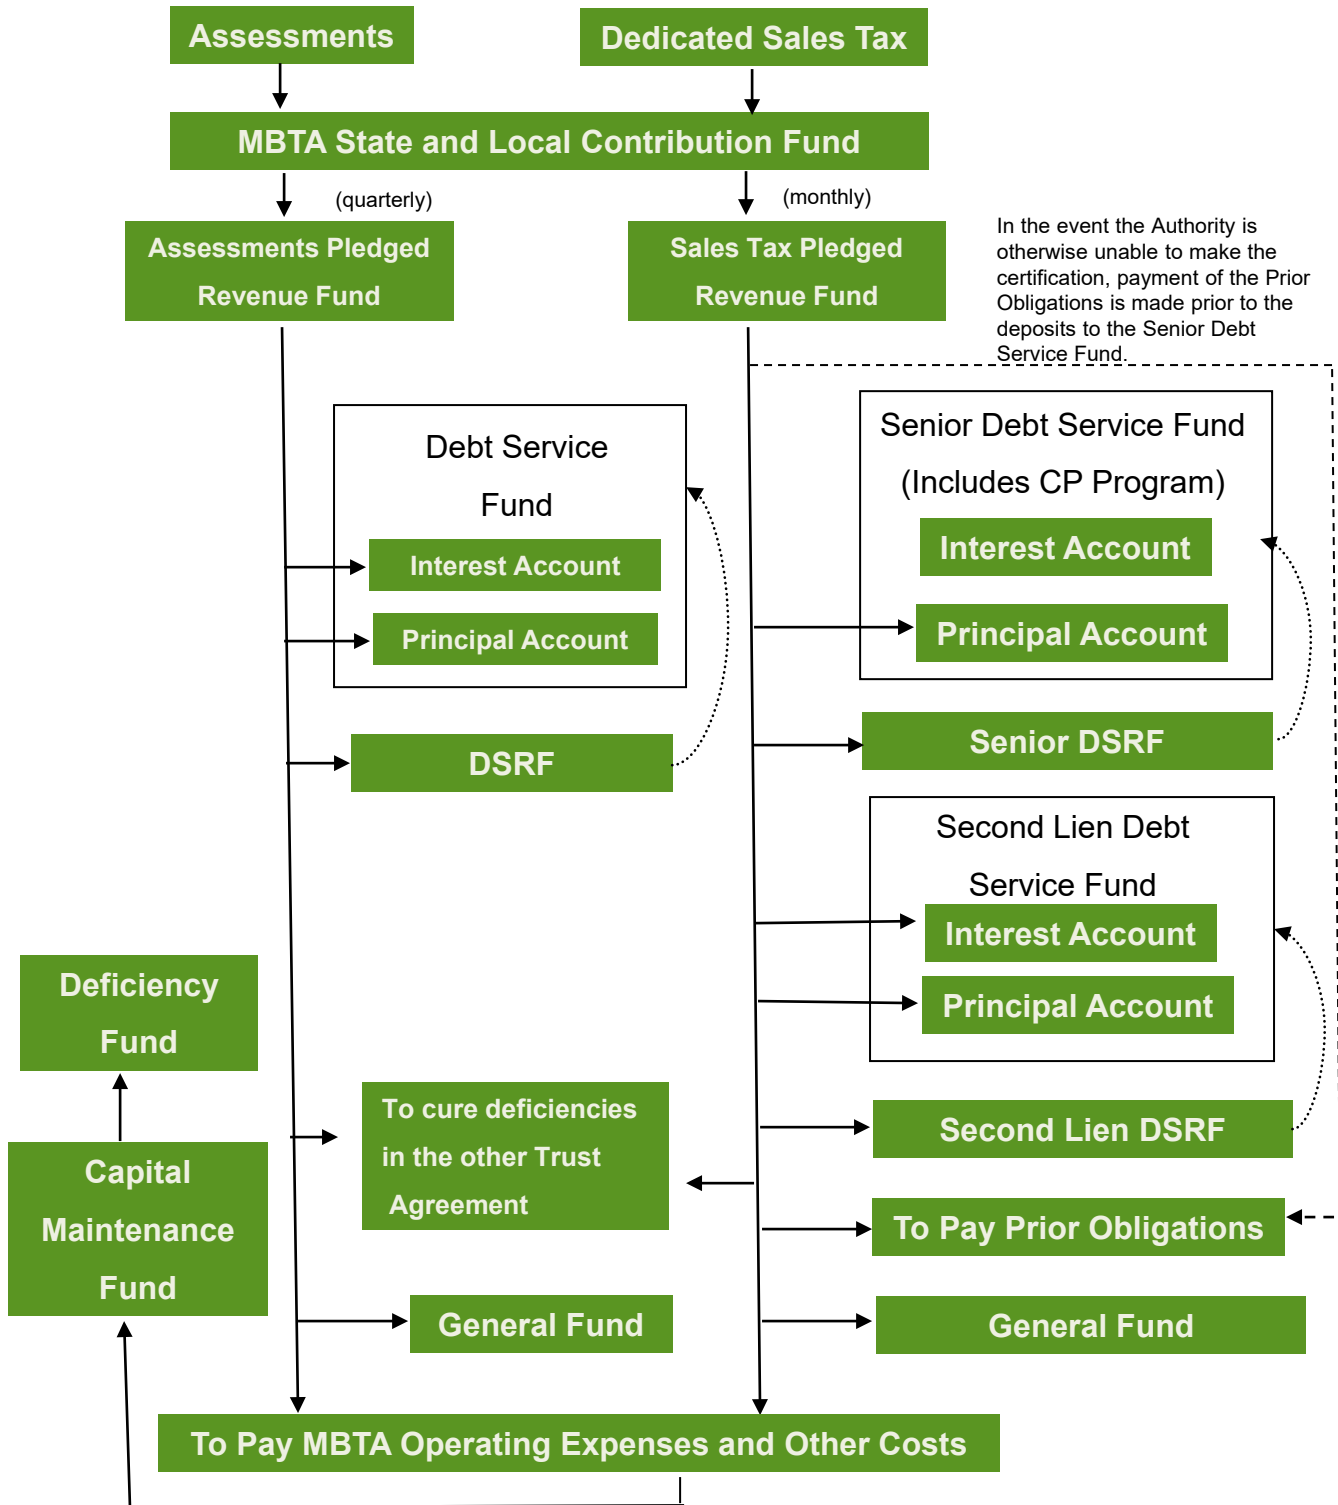 Assessments
Dedicated Sales Tax
MBTA State and Local Contribution Fund
(quarterly)
(monthly)
Assessments Pledged
Revenue Fund
Sales Tax Pledged
Revenue Fund
In the event the Authority is
otherwise unable to make the
certification, payment of the Prior
Obligations is made prior to the
deposits to the Senior Debt
Service Fund.
Debt Service
Fund
Interest Account
Principal Account
DSRF
Senior Debt Service Fund
(Includes CP Program)
Interest Account
Principal Account
Senior DSRF
Second Lien Debt
Service Fund
Interest Account
Principal Account
Deficiency
Fund
Capital
Maintenance
Fund
To cure deficiencies
in the other Trust
Agreement
Second Lien DSRF
To Pay Prior Obligations
General Fund
General Fund
To Pay MBTA Operating Expenses and Other Costs